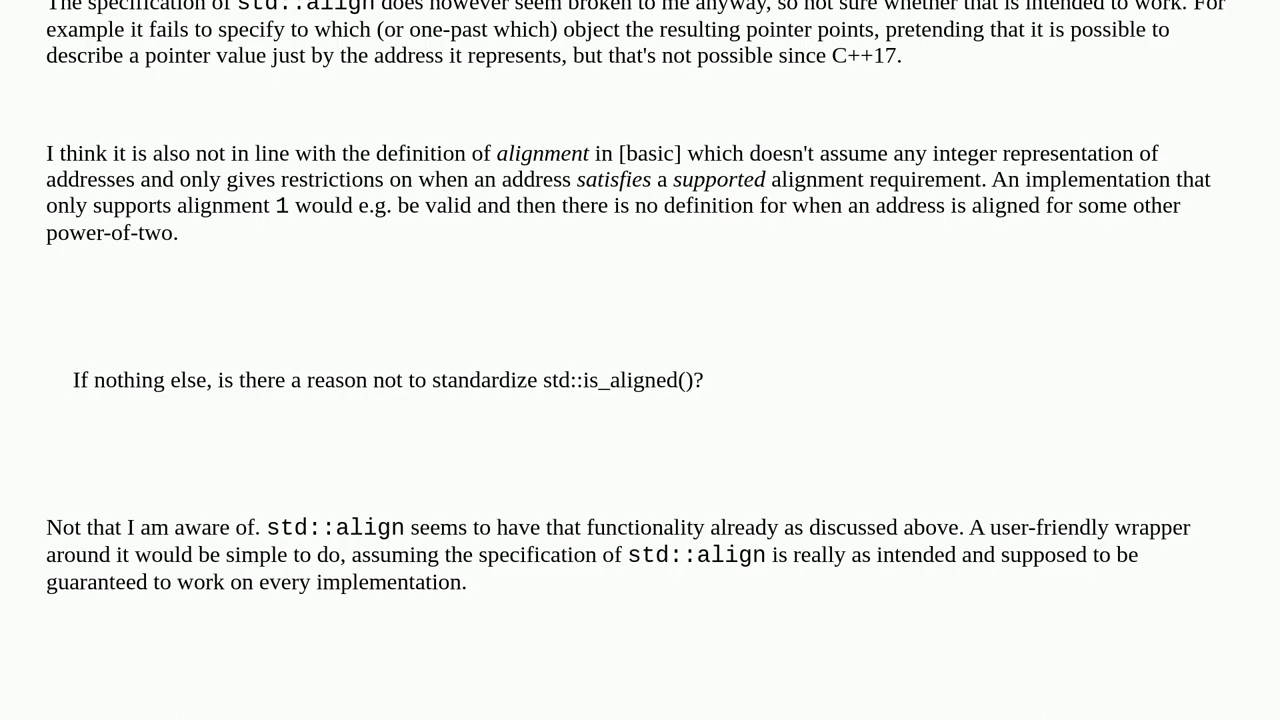 The specification of std::align does however seem broken to me anyway, so not sure whether that is intended to work. For
example it fails to specify to which (or one-past which) object the resulting pointer points, pretending that it is possible to
describe a pointer value just by the address it represents, but that's not possible since C++17.
I think it is also not in line with the definition of alignment in [basic] which doesn't assume any integer representation of
addresses and only gives restrictions on when an address satisfies a supported alignment requirement. An implementation that
only supports alignment 1 would e.g. be valid and then there is no definition for when an address is aligned for some other
power-of-two.
If nothing else, is there a reason not to standardize std::is_aligned()?
Not that I am aware of. std::align seems to have that functionality already as discussed above. A user-friendly wrapper
around it would be simple to do, assuming the specification of std::align is really as intended and supposed to be
guaranteed to work on every implementation.